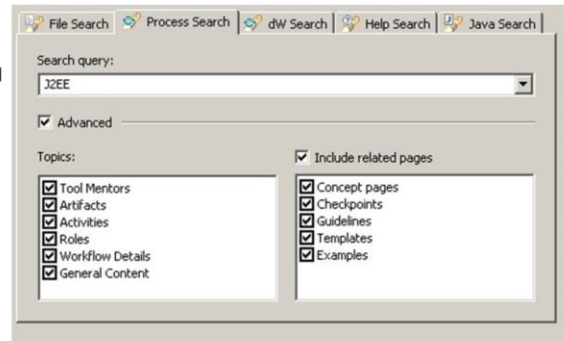 File Search Process Search dW Search Help Search Java Search
Search query:
J2EE
Advanced
Topics:
Tool Mentors
Artifacts
Activities
Roles
Workflow Details
General Content
Include related pages
Concept pages
Checkpoints
Guidelines
Templates
Examples